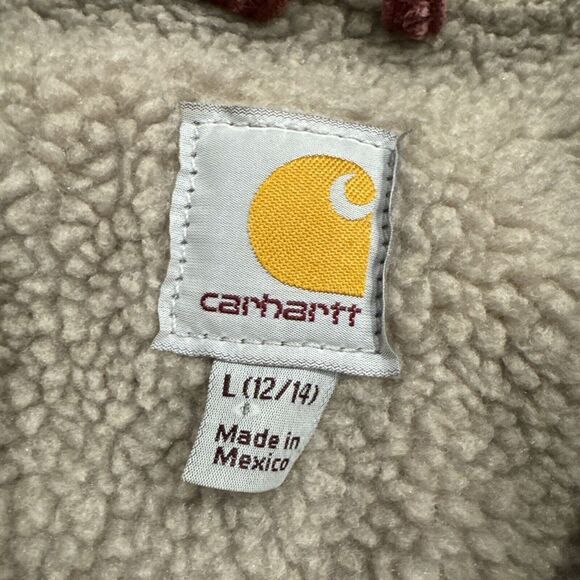 carhartt
L (12/14)
Made in
Mexico